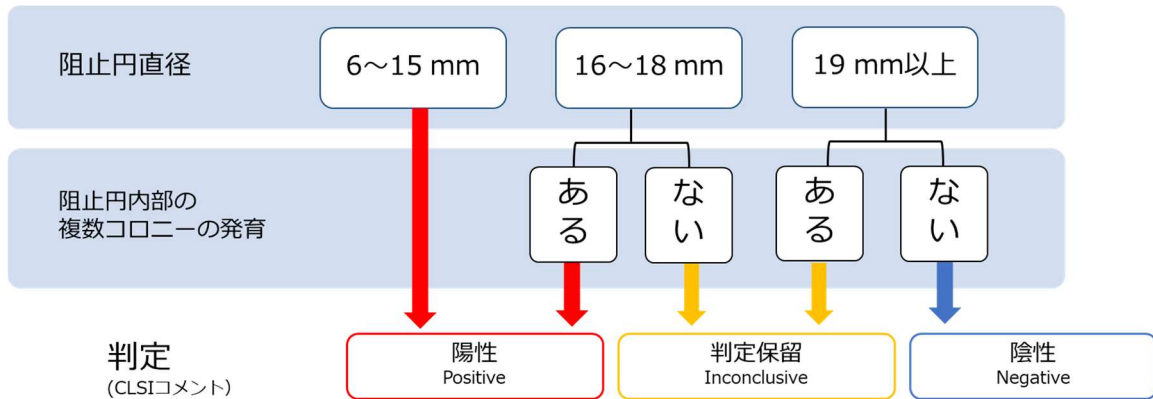 阻止円直径
6～15 mm
16～18 mm
19 mm以上
阻止円内部の
複数コロニーの発育
ある
ない
ある
ない
判定
(CLSIコメント)
陽性
Positive
判定保留
Inconclusive
陰性
Negative